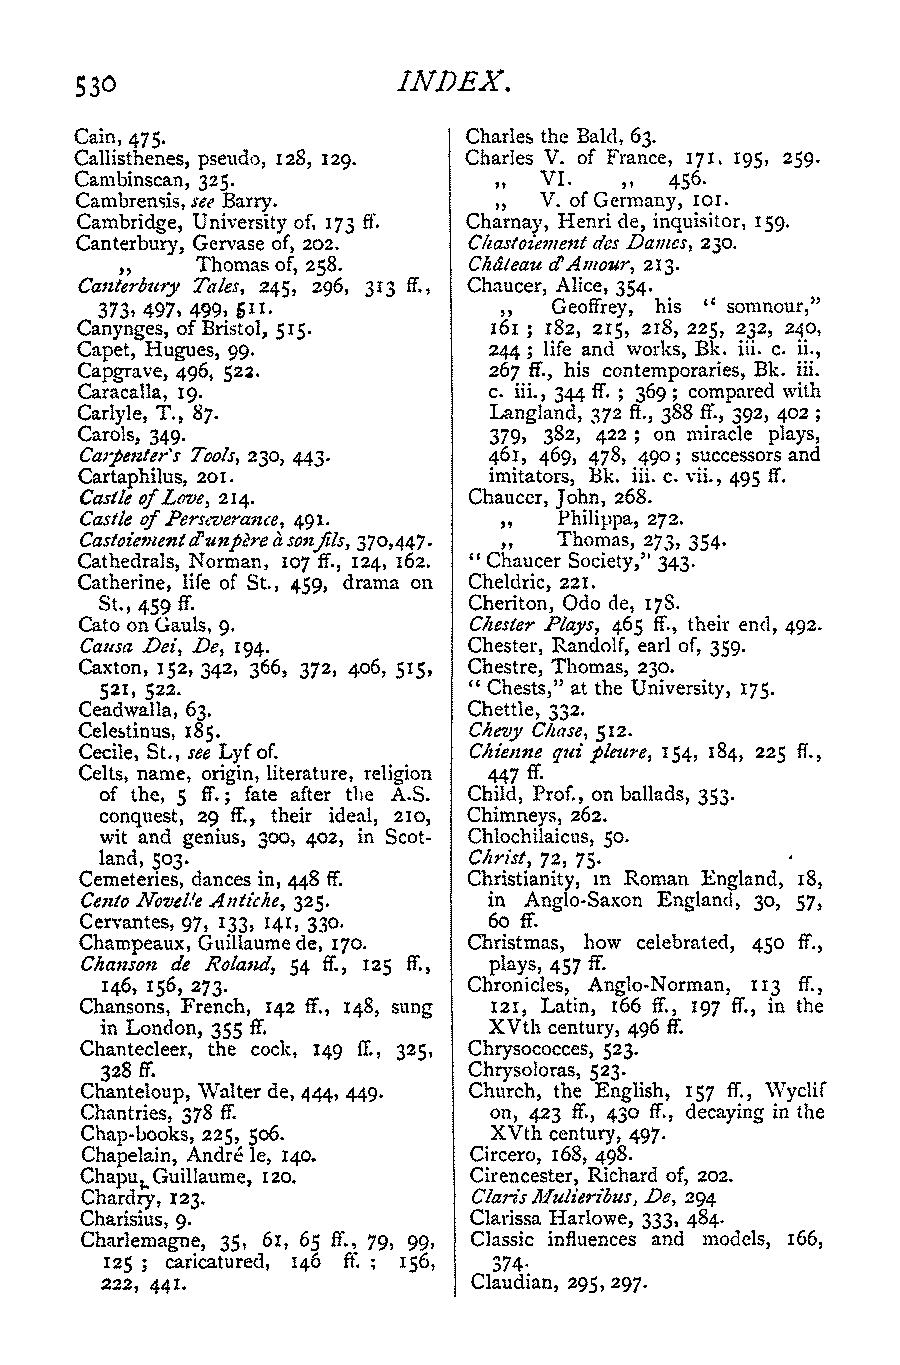 530 INDEX.
Cain, 475.
Callisthenes, pseudo, 128, 129.
Cambinscan, 325.
Cambrensis, see Barry.
Cambridge, University of, 173 ff.
Canterbury, Gervase of, 202.
„ Thomas of, 258.
Canterbury Tales, 245, 296, 313 ff.,
373, 497, 499, 511.
Canynges, of Bristol, 515.
Capet, Hugues, 99.
Capgrave, 496, 522.
Caracalla, 19.
Carlyle, T., 87.
Carols, 349.
Carpenter's Tools, 230, 443.
Cartaphilus, 201.
Castle of Love, 214.
Castle of Perseverance, 491.
Castoiement d'un père à son fils, 370,447.
Cathedrals, Norman, 107 ff., 124, 162.
Catherine, life of St., 459, drama on
St., 459 ff.
Cato on Gauls, 9.
Causa Dei, De, 194.
Caxton, 152, 342, 366, 372, 406, 515,
521, 522.
Ceadwalla, 63.
Celestinus, 185.
Cecile, St., see Lyf of.
Celts, name, origin, literature, religion
of the, 5 ff.; fate after the A.S.
conquest, 29 ff., their ideal, 210,
wit and genius, 300, 402, in Scot-
land, 503.
Cemeteries, dances in, 448 ff.
Cento Novelle Antiche, 325.
Cervantes, 97, 133, 141, 330.
Champeaux, Guillaume de, 170.
Chanson de Roland, 54 ff., 125 ff.,
146, 156, 273.
Chansons, French, 142 ff., 148, sung
in London, 355 ff.
Chantecleer, the cock, 149 ff., 325,
328 ff.
Chanteloup, Walter de, 444, 449.
Chantries, 378 ff.
Chap-books, 225, 506.
Chapelain, André le, 140.
Chapu, Guillaume, 120.
Chardry, 123.
Charisius, 9.
Charlemagne, 35, 61, 65 ff., 79, 99,
125 ; caricatured, 146 ff. ; 156,
222, 441.
Charles the Bald, 63.
Charles V. of France, 171, 195, 259.
„ VI. „ 456.
„ V. of Germany, 101.
Charnay, Henri de, inquisitor, 159.
Chastoiement des Dames, 230.
Château d'Amour, 213.
Chaucer, Alice, 354.
„ Geoffrey, his “ somnour,”
161 ; 182, 215, 218, 225, 232, 240,
244 ; life and works, Bk. iii. c. ii.,
267 ff., his contemporaries, Bk. iii.
c. iii., 344 ff. ; 369 ; compared with
Langland, 372 ff., 388 ff., 392, 402 ;
379, 382, 422 ; on miracle plays,
461, 469, 478, 490 ; successors and
imitators, Bk. iii. c. vii., 495 ff.
Chaucer, John, 268.
„ Philippa, 272.
„ Thomas, 273, 354.
“ Chaucer Society,” 343.
Cheldric, 221.
Cheriton, Odo de, 178.
Chester Plays, 465 ff., their end, 492.
Chester, Randolf, earl of, 359.
Chestre, Thomas, 230.
“ Chests,” at the University, 175.
Chettle, 332.
Chevy Chase, 512.
Chienne qui pleure, 154, 184, 225 ff.,
447 ff.
Child, Prof., on ballads, 353.
Chimneys, 262.
Chlochilaicus, 50.
Christ, 72, 75.
Christianity, in Roman England, 18,
in Anglo-Saxon England, 30, 57,
60 ff.
Christmas, how celebrated, 450 ff.,
plays, 457 ff.
Chronicles, Anglo-Norman, 113 ff.,
121, Latin, 166 ff., 197 ff., in the
XVth century, 496 ff.
Chrysococces, 523.
Chrysoloras, 523.
Church, the English, 157 ff., Wyclif
on, 423 ff., 430 ff., decaying in the
XVth century, 497.
Circero, 168, 498.
Cirencester, Richard of, 202.
Claris Mulieribus, De, 294
Clarissa Harlowe, 333, 484.
Classic influences and models, 166,
374.
Claudian, 295, 297.